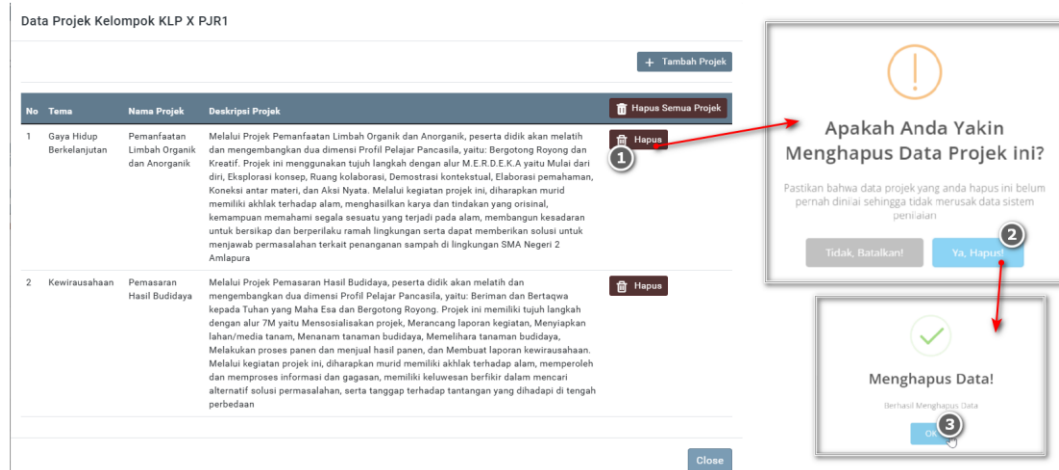 Data Projek Kelompok KLP X PJR1
+ Tambah Projek
No Tema Nama Projek Deskripsi Projek Hapus Semua Projek
1 Gaya Hidup Berkelanjutan
Pemanfaatan Limbah Organik dan Anorganik
Melalui Projek Pemanfaatan Limbah Organik dan Anorganik, peserta didik akan melatih
dan mengembangkan dua dimensi Profil Pelajar Pancasila, yaitu: Bergotong Royong dan
Kreatif. Projek ini menggunakan tujuh langkah dengan alur M.E.R.D.E.K.A yaitu Mulai dari
diri, Eksplorasi konsep, Ruang kolaborasi, Demostrasi kontekstual, Elaborasi pemahaman,
Koneksi antar materi, dan Aksi Nyata. Melalui kegiatan projek ini, diharapkan murid
memiliki akhlak terhadap alam, menghasilkan karya dan tindakan yang orisinal,
kemampuan memahami segala sesuatu yang terjadi pada alam, membangun kesadaran
untuk bersikap dan berperilaku ramah lingkungan serta dapat memberikan solusi untuk
menjawab permasalahan terkait penanganan sampah di lingkungan SMA Negeri 2
Amlapura
Hapus
1
2 Kewirausahaan
Pemasaran Hasil Budidaya
Melalui Projek Pemasaran Hasil Budidaya, peserta didik akan melatih dan
mengembangkan dua dimensi Profil Pelajar Pancasila, yaitu: Beriman dan Bertaqwa
kepada Tuhan yang Maha Esa dan Bergotong Royong. Projek ini memiliki tujuh langkah
dengan alur 7M yaitu Mensosialisakan projek, Merancang laporan kegiatan, Menyiapkan
lahan/media tanam, Menanam tanaman budidaya, Memelihara tanaman budidaya,
Melakukan proses panen dan menjual hasil panen, dan Membuat laporan kewirausahaan.
Melalui kegiatan projek ini, diharapkan murid memiliki akhlak terhadap alam, memperoleh
dan memproses informasi dan gagasan, memiliki keluwesan berfikir dalam mencari
alternatif solusi permasalahan, serta tanggap terhadap tantangan yang dihadapi di tengah
perbedaan
Hapus
Close
Apakah Anda Yakin
Menghapus Data Projek ini?
Pastikan bahwa data projek yang anda hapus ini belum
pernah dinilai sehingga tidak merusak data sistem
penilaian
2
Tidak, Batalkan! Ya, Hapus!
Menghapus Data!
Berhasil Menghapus Data
OK
3